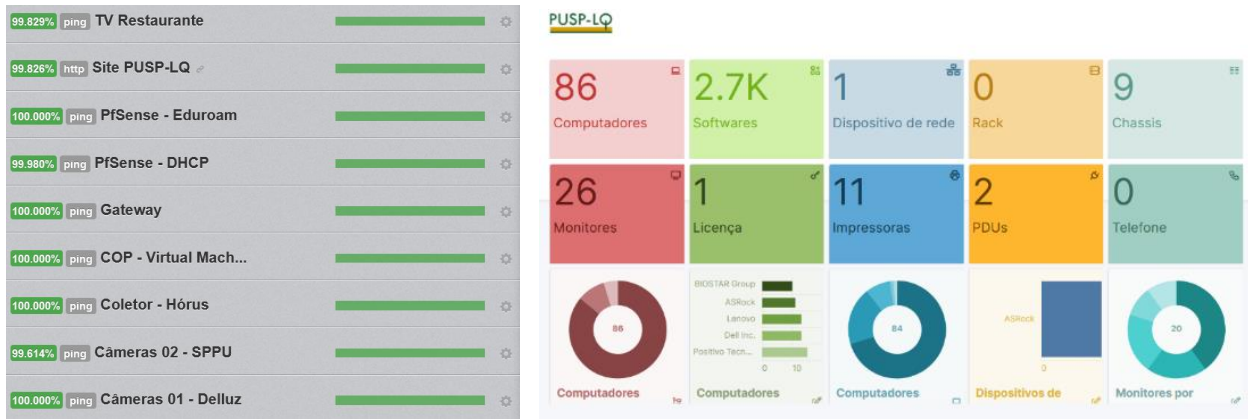 99.829% ping TV Restaurante
99.826% http Site PUSP-LQ
100.000% ping PfSense - Eduroam
99.980% ping PfSense - DHCP
100.000% ping Gateway
100.000% ping COP - Virtual Mach...
100.000% ping Coletor - Hórus
99.614% ping Câmeras 02 - SPPU
100.000% ping Câmeras 01 - Delluz
PUSP-LQ
86
Computadores
2.7K
Softwares
1
Dispositivo de rede
0
Rack
9
Chassis
26
Monitores
1
Licença
11
Impressoras
2
PDUs
0
Telefone
86
Computadores
BIOSTAR Group
ASRock
Lenovo
Dell Inc.
Positivo Tecn...
0 10
Computadores
84
Computadores
ASRock
0
Dispositivos de
20
Monitores por